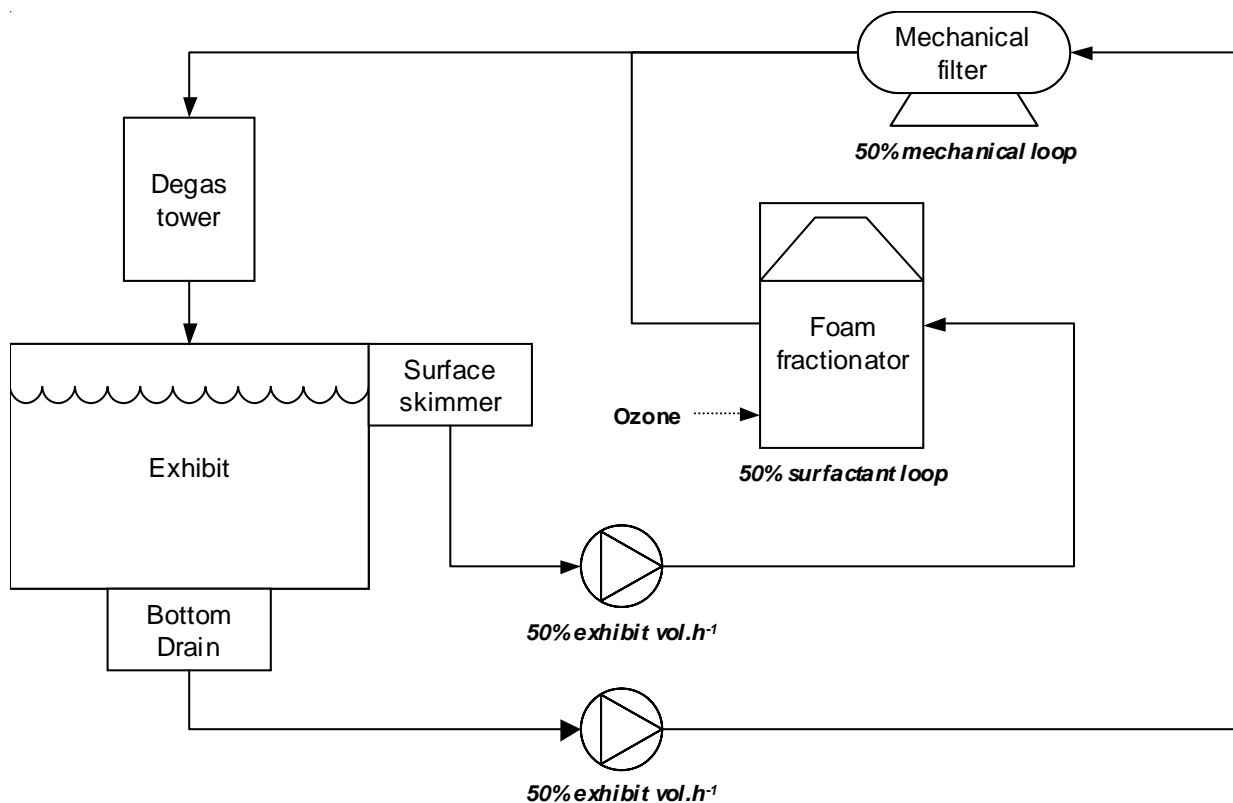 Mechanical
filter
50% mechanical loop
Degas
tower
Foam
fractionator
Ozone
50% surfactant loop
Surface
skimmer
Exhibit
50% exhibit vol.h-1
Bottom
Drain
50% exhibit vol.h-1